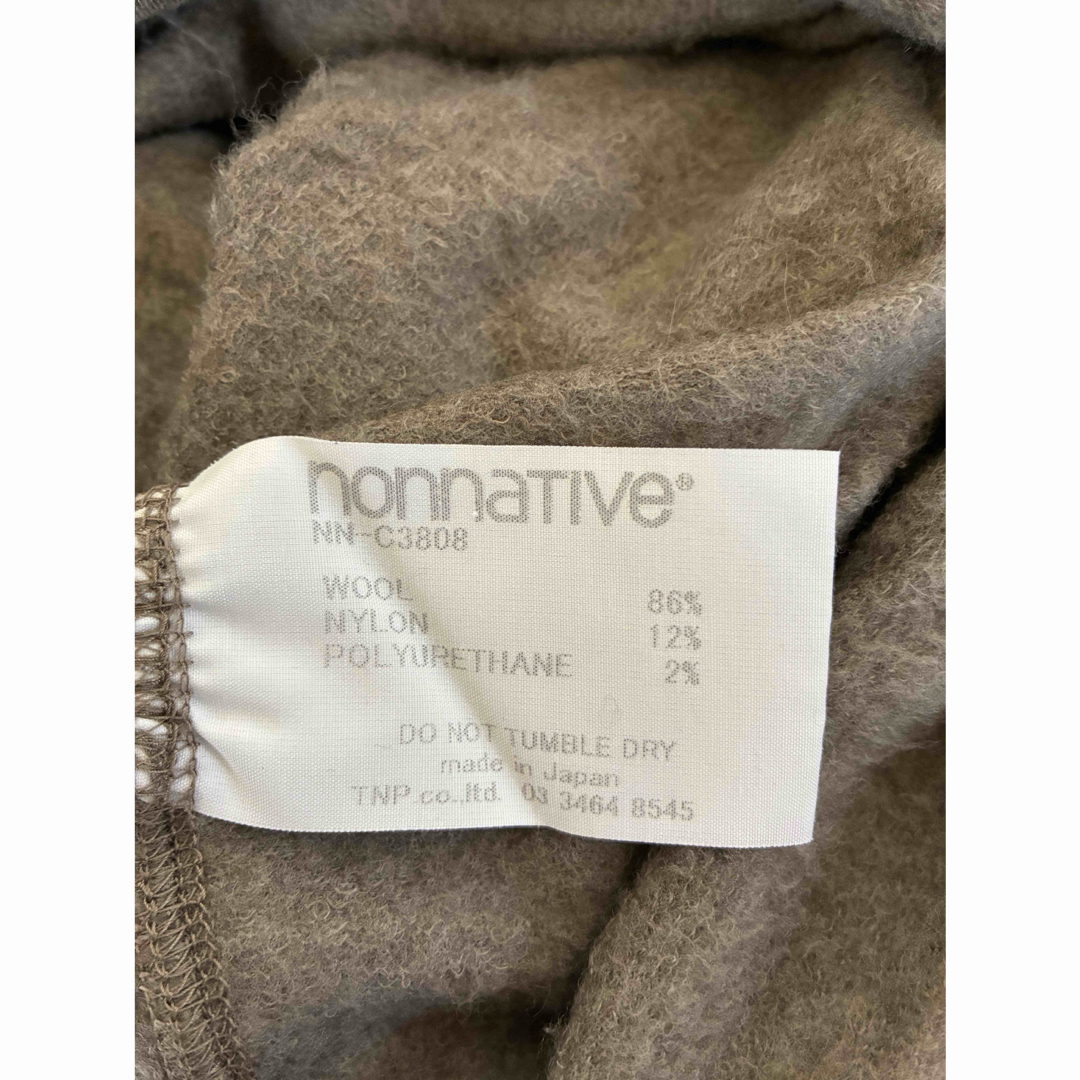 nonnaTIVe®
NN-C3808
WOOL 86%
NYLON 12%
POLYURETHANE 2%
DO NOT TUMBLE DRY
made in Japan
TNP.co.,ltd. 03 3464 8545